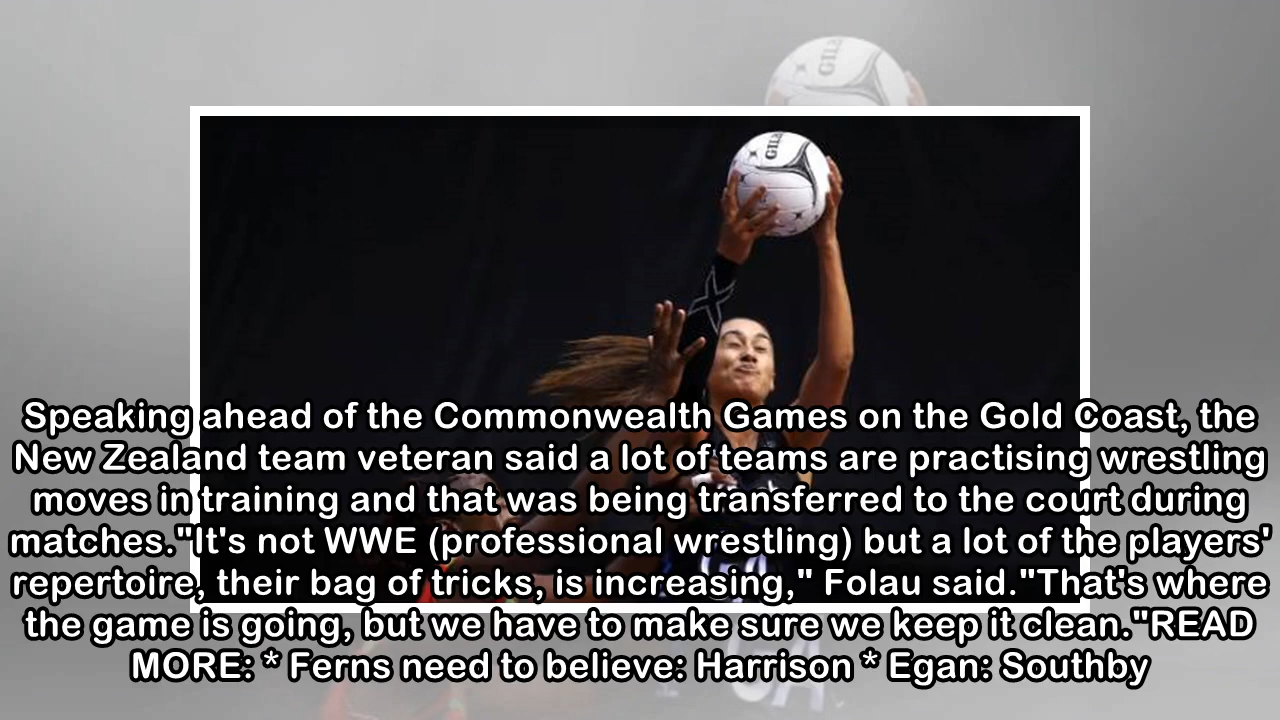 GILB
GILB
Speaking ahead of the Commonwealth Games on the Gold Coast, the
New Zealand team veteran said a lot of teams are practising wrestling
moves in training and that was being transferred to the court during
matches."It's not WWE (professional wrestling) but a lot of the players'
repertoire, their bag of tricks, is increasing," Folau said."That's where
the game is going, but we have to make sure we keep it clean."READ
MORE: * Ferns need to believe: Harrison * Egan: Southby